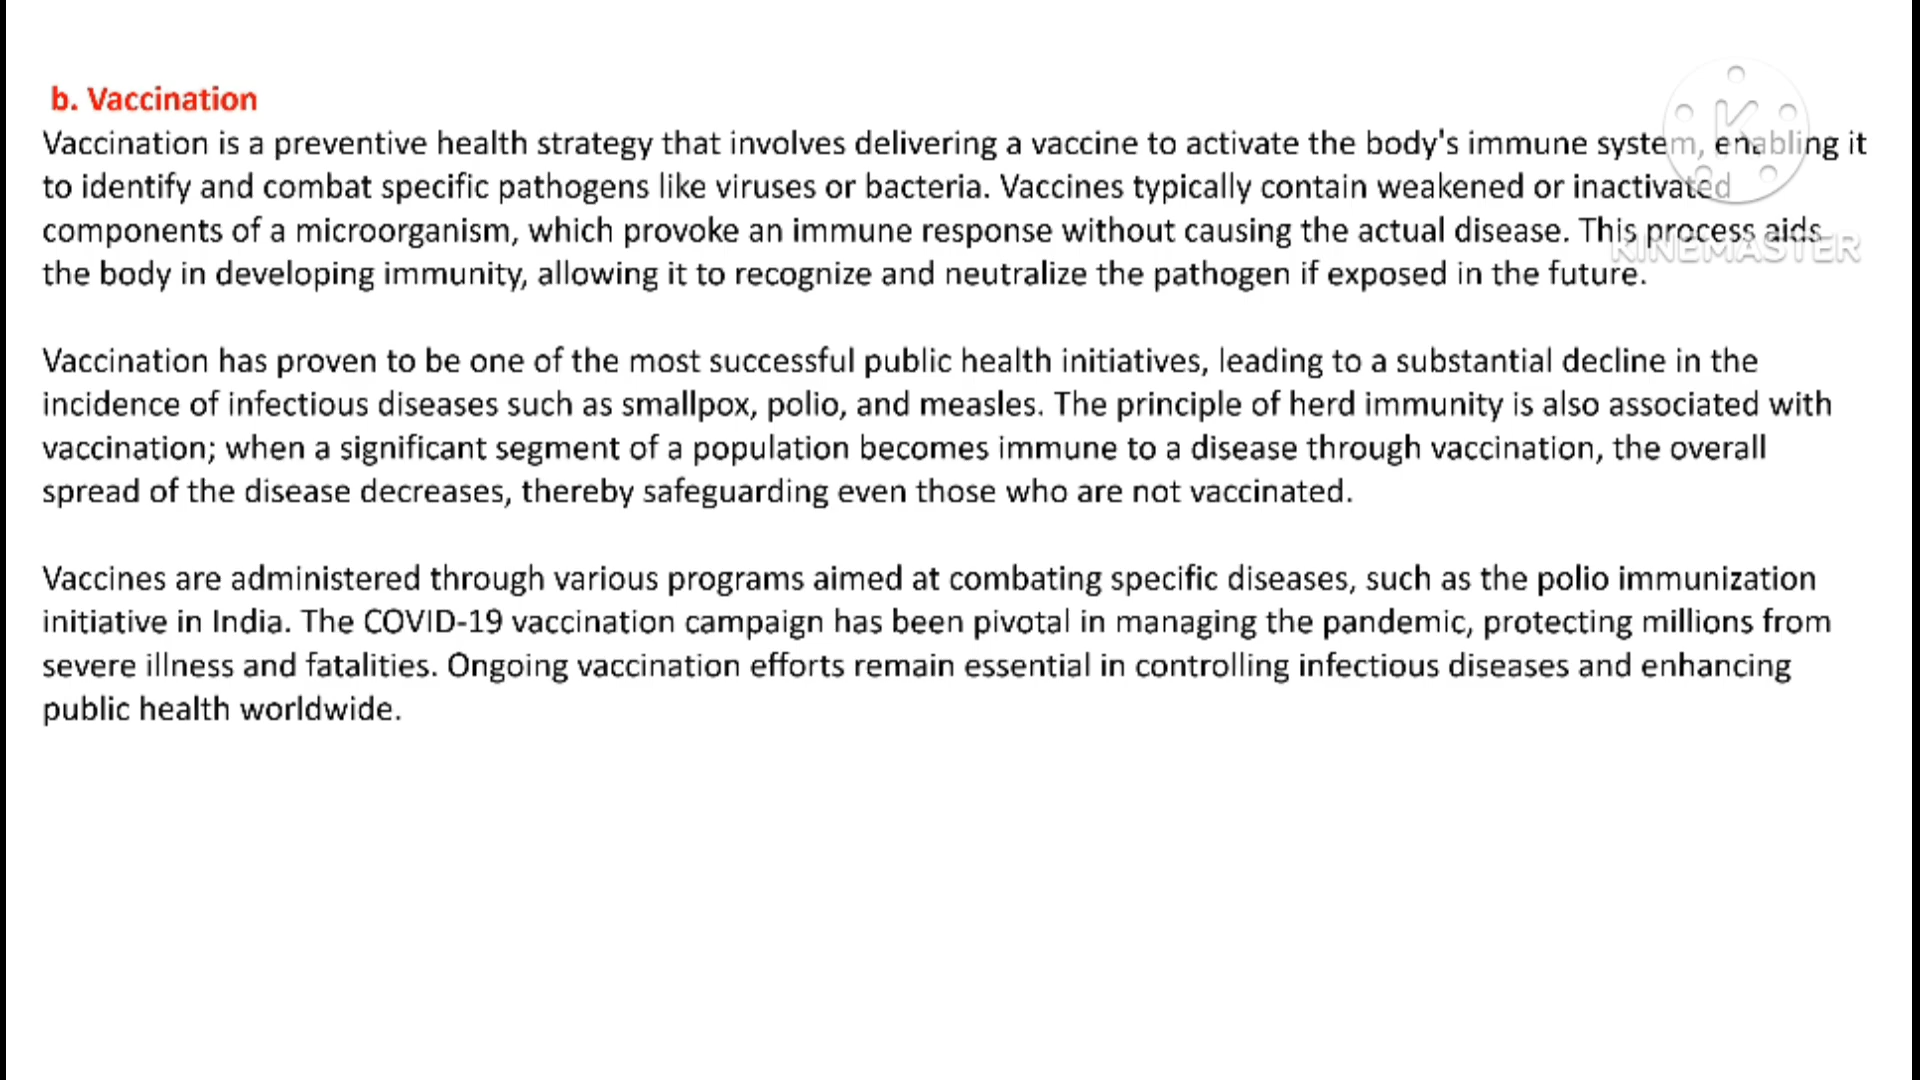 b. Vaccination
Vaccination is a preventive health strategy that involves delivering a vaccine to activate the body's immune system, enabling it
to identify and combat specific pathogens like viruses or bacteria. Vaccines typically contain weakened or inactivated
components of a microorganism, which provoke an immune response without causing the actual disease. This process aids
the body in developing immunity, allowing it to recognize and neutralize the pathogen if exposed in the future.
Vaccination has proven to be one of the most successful public health initiatives, leading to a substantial decline in the
incidence of infectious diseases such as smallpox, polio, and measles. The principle of herd immunity is also associated with
vaccination; when a significant segment of a population becomes immune to a disease through vaccination, the overall
spread of the disease decreases, thereby safeguarding even those who are not vaccinated.
Vaccines are administered through various programs aimed at combating specific diseases, such as the polio immunization
initiative in India. The COVID-19 vaccination campaign has been pivotal in managing the pandemic, protecting millions from
severe illness and fatalities. Ongoing vaccination efforts remain essential in controlling infectious diseases and enhancing
public health worldwide.
K
KINEMASTER